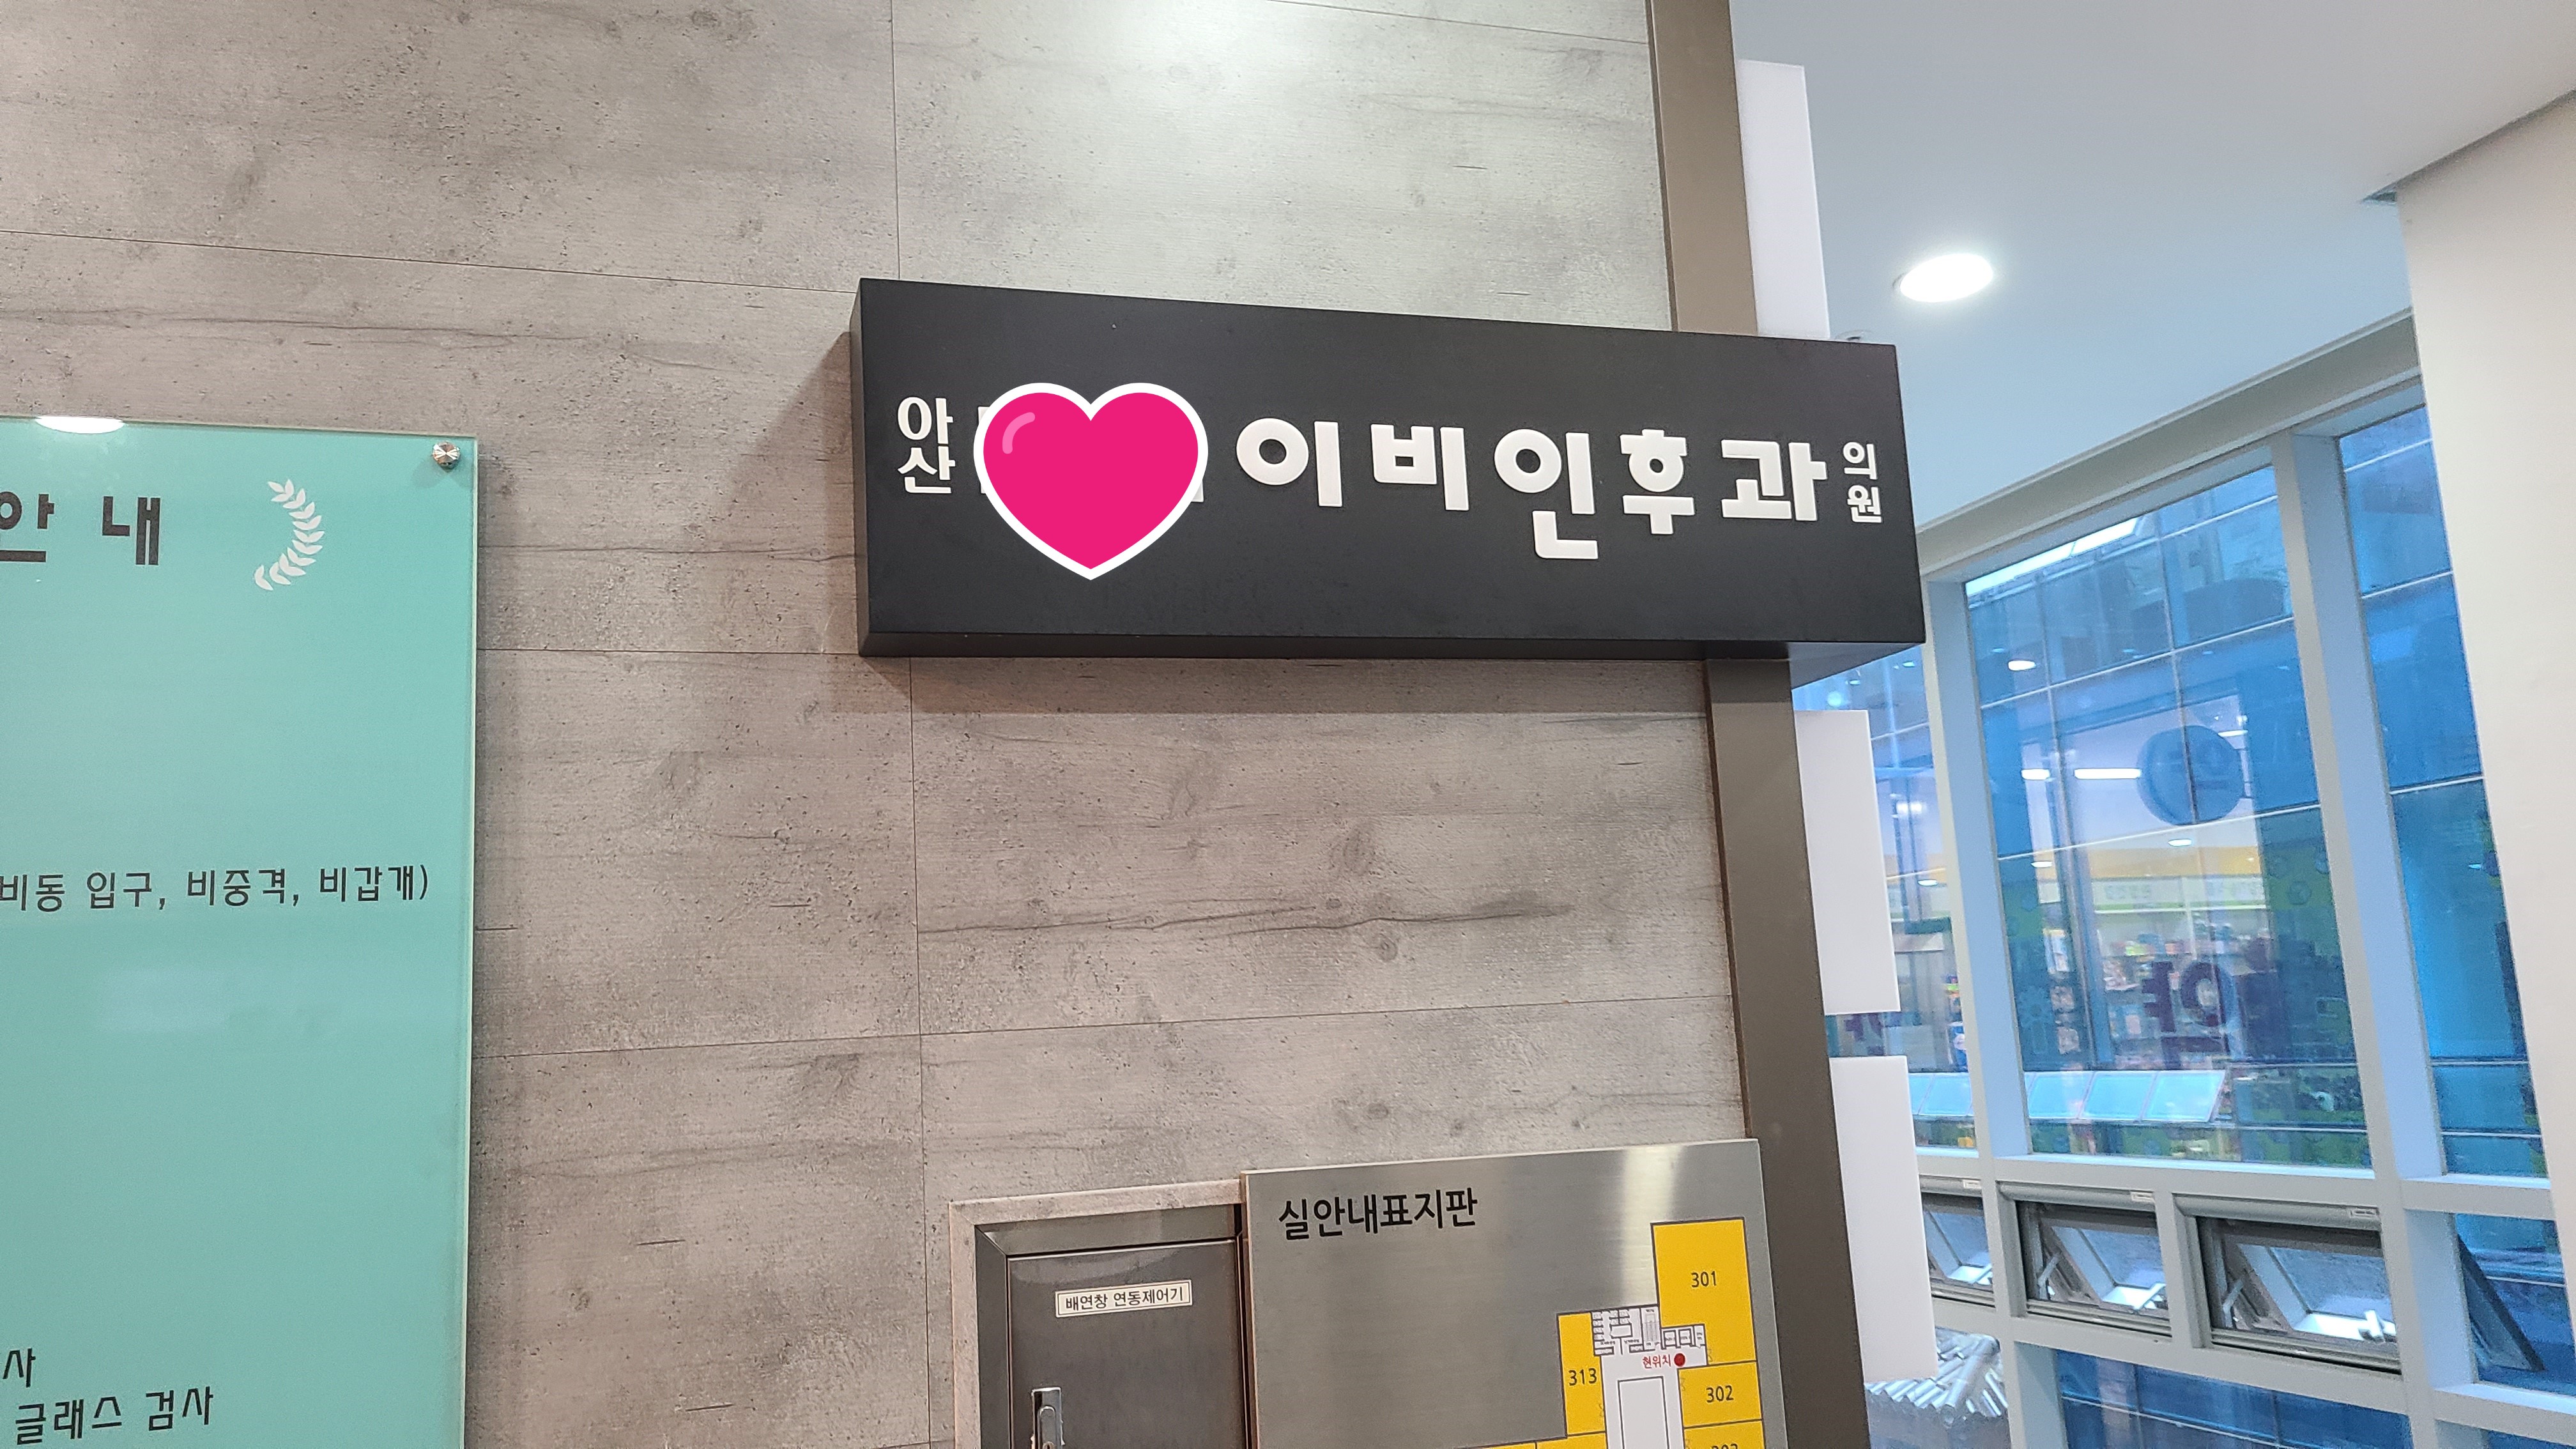 아산 이비인후과 의원
안내
비동 입구, 비중격, 비갑개)
사
글래스 검사
실안내표지판
배연창 연동제어기
301
313
현위치
302
약